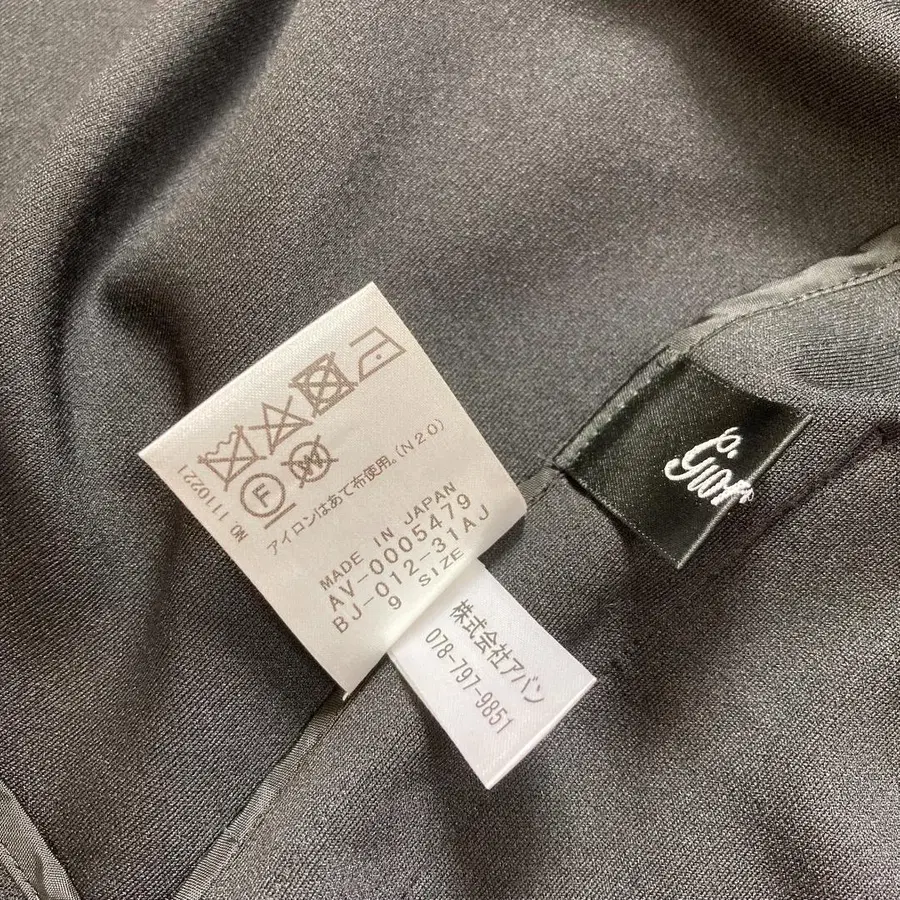 NO. 1110221
F
W
アイロンはあて布使用。(N20)
MADE IN JAPAN
AV-0005479
BJ-012-31AJ
9 SIZE
株式会社アバン
078-797-9851